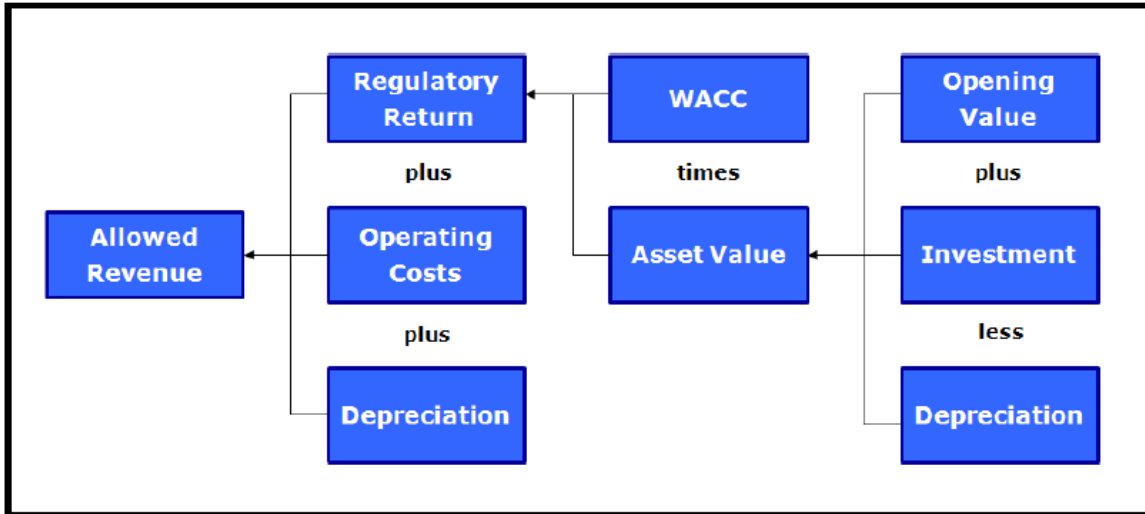 Regulatory
Return
WACC
Opening
Value
plus
times
plus
Allowed
Revenue
Operating
Costs
Asset Value
Investment
plus
less
Depreciation
Depreciation